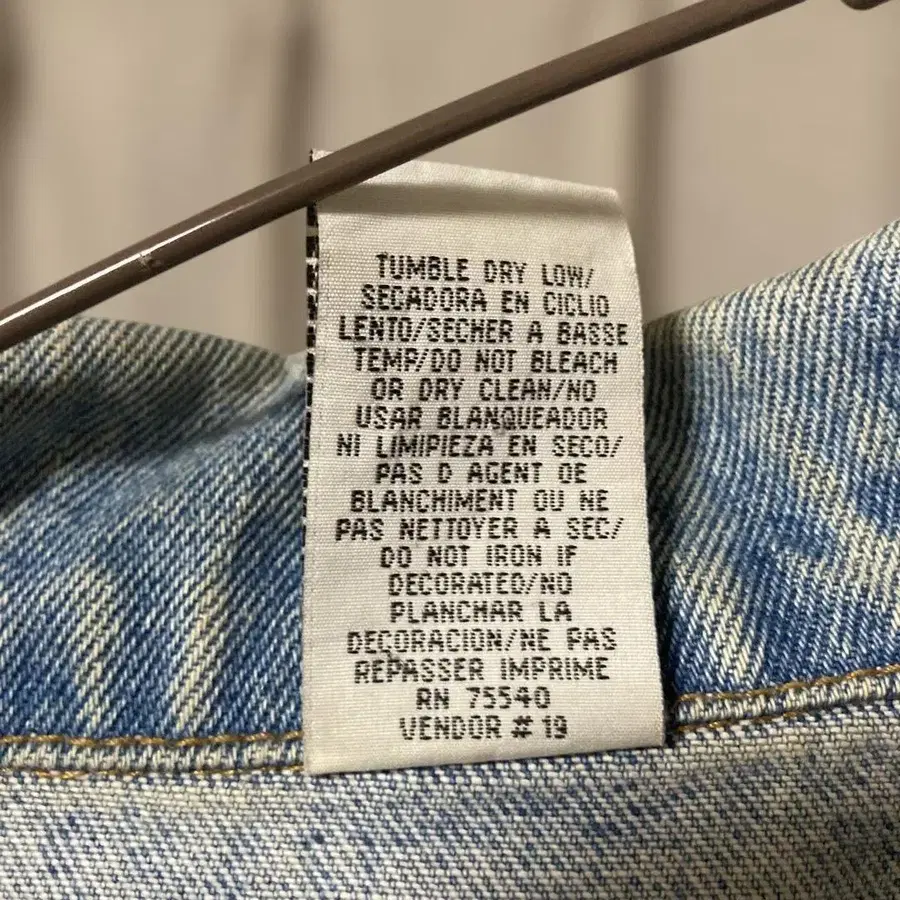 TUMBLE DRY LOW/
SECADORA EN CICLIO
LENTO/SECHER A BASSE
TEMP/DO NOT BLEACH
OR DRY CLEAN/NO
USAR BLANQUEADOR
NI LIMIPIEZA EN SECO/
PAS D AGENT DE
BLANCHIMENT OU NE
PAS NETTOYER A SEC/
DO NOT IRON IF
DECORATED/NO
PLANCHAR LA
DECORACION/NE PAS
REPASSER IMPRIME
RN 75540
VENDOR # 19